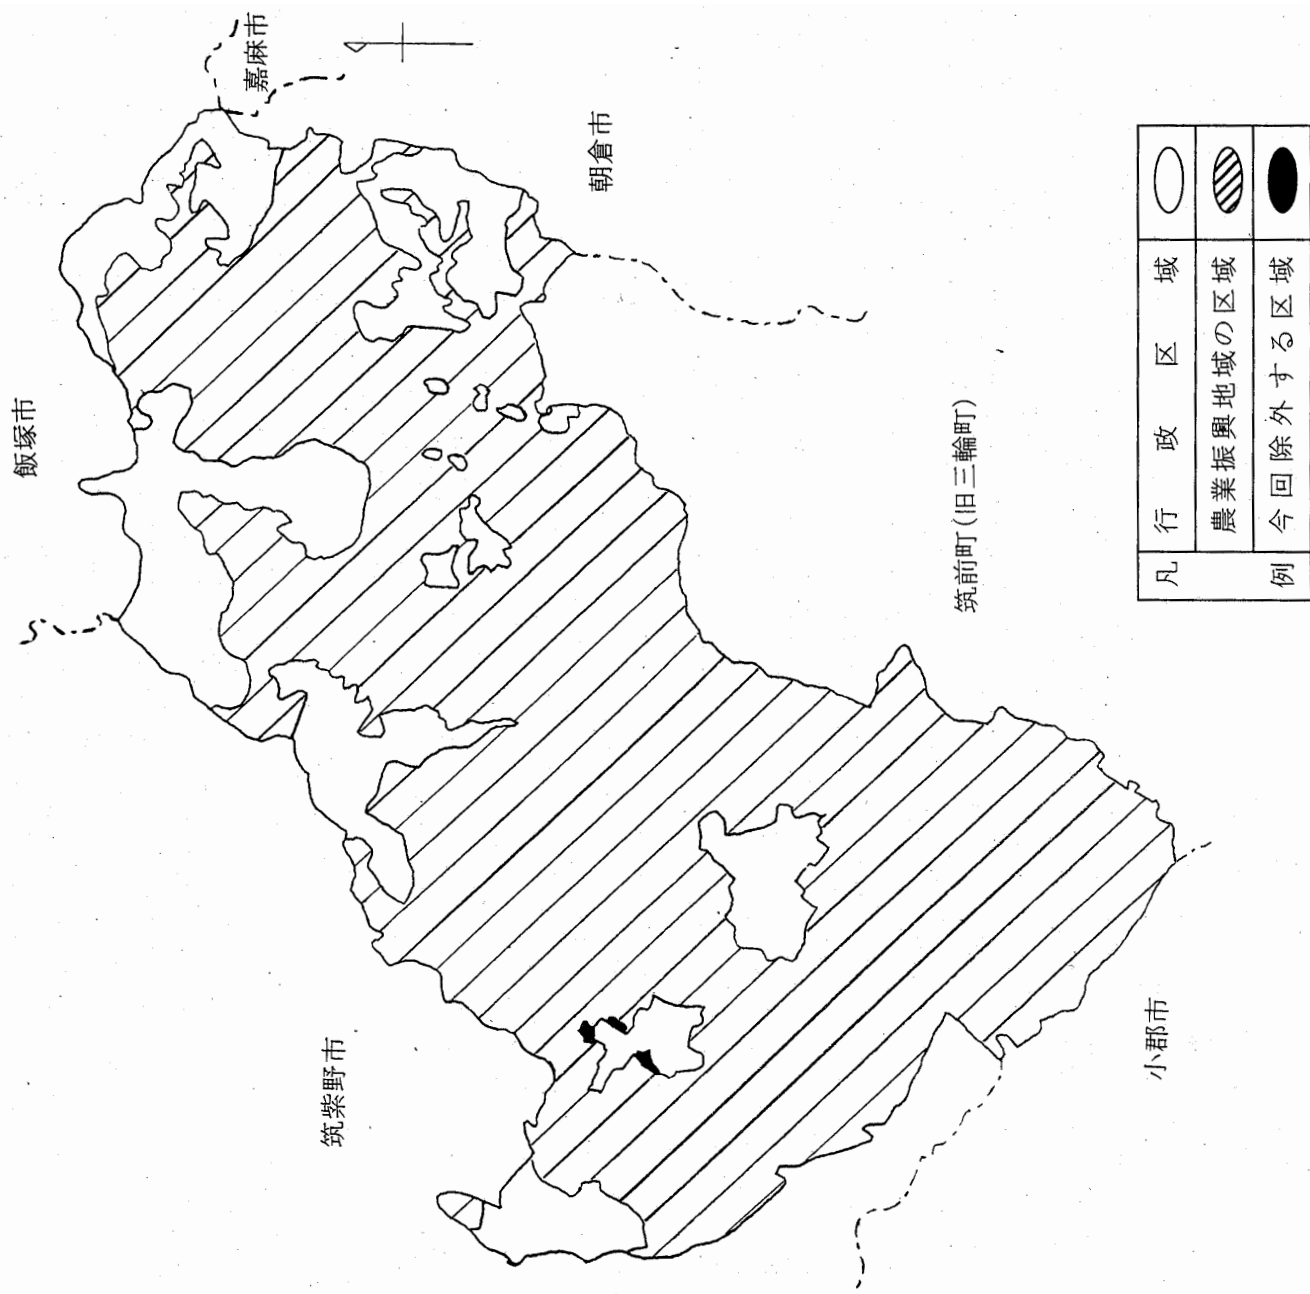 飯塚市
嘉麻市
朝倉市
筑紫野市
筑前町(旧三輪町)
小郡市
凡例
行政区域
農業振興地域の区域
今回除外する区域